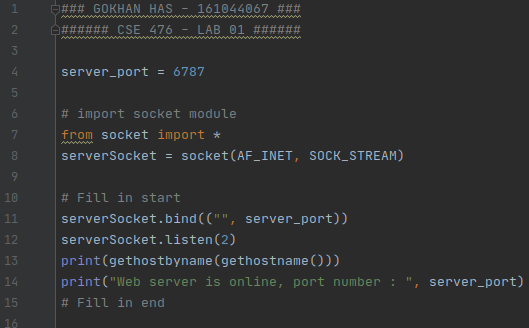 1 ### GOKHAN HAS - 161044067 ###
2 ###### CSE 476 - LAB 01 ######
3
4 server_port = 6787
5
6 # import socket module
7 from socket import *
8 serverSocket = socket(AF_INET, SOCK_STREAM)
9
10 # Fill in start
11 serverSocket.bind(("", server_port))
12 serverSocket.listen(2)
13 print(gethostbyname(gethostname()))
14 print("Web server is online, port number : ", server_port)
15 # Fill in end
16